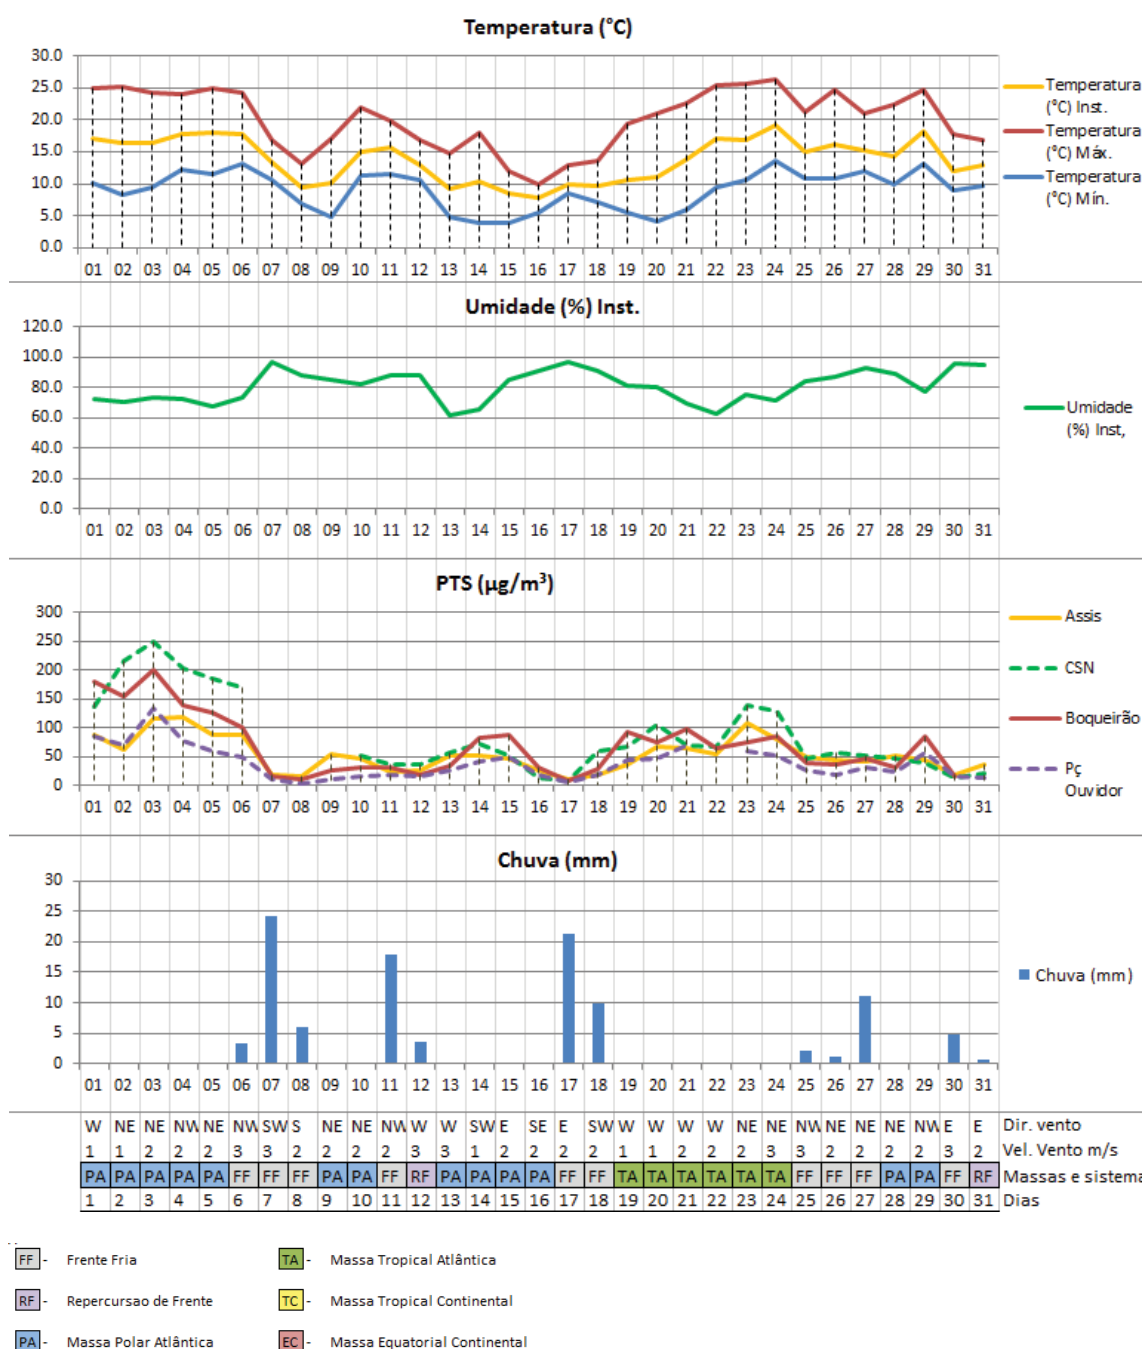 Temperatura (°C)
30.0
25.0
20.0
15.0
10.0
5.0
0.0
01 02 03 04 05 06 07 08 09 10 11 12 13 14 15 16 17 18 19 20 21 22 23 24 25 26 27 28 29 30 31
Temperatura
(°C) Inst.
Temperatura
(°C) Máx.
Temperatura
(°C) Mín.
Umidade (%) Inst.
120.0
100.0
80.0
60.0
40.0
20.0
0.0
01 02 03 04 05 06 07 08 09 10 11 12 13 14 15 16 17 18 19 20 21 22 23 24 25 26 27 28 29 30 31
Umidade
(%) Inst,
PTS (µg/m³)
300
250
200
150
100
50
0
01 02 03 04 05 06 07 08 09 10 11 12 13 14 15 16 17 18 19 20 21 22 23 24 25 26 27 28 29 30 31
Assis
CSN
Boqueirão
Pç
Ouvidor
Chuva (mm)
30
25
20
15
10
5
0
01 02 03 04 05 06 07 08 09 10 11 12 13 14 15 16 17 18 19 20 21 22 23 24 25 26 27 28 29 30 31
Chuva (mm)
W NE NE NW NE NW SW S NE NE NW W W SW E SE E SW W W W W NE NE NW NE NE NE NW E E Dir. vento
1 1 2 2 2 3 3 2 2 2 2 3 3 1 2 2 2 2 1 1 2 2 2 3 3 2 2 2 2 3 2 Vel. Vento m/s
PA PA PA PA PA FF FF FF PA PA FF RF PA PA PA PA FF FF TA TA TA TA TA TA FF FF FF PA PA FF RF Massas e sistema
1 2 3 4 5 6 7 8 9 10 11 12 13 14 15 16 17 18 19 20 21 22 23 24 25 26 27 28 29 30 31 Dias
FF - Frente Fria
TA - Massa Tropical Atlântica
RF - Repercursao de Frente
TC - Massa Tropical Continental
PA - Massa Polar Atlântica
EC - Massa Equatorial Continental